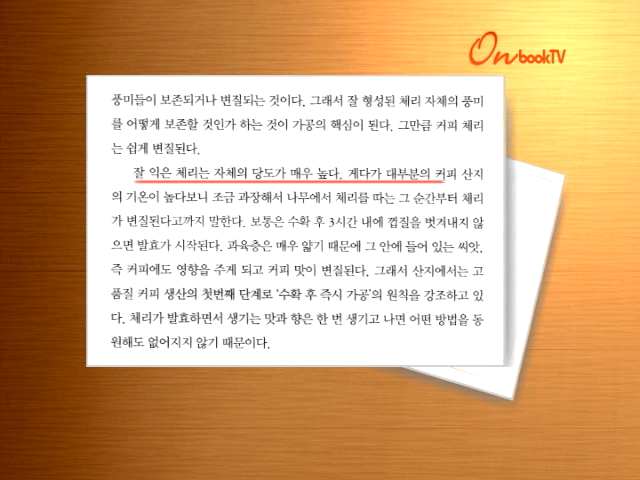 OnbookTV
풍미들이 보존되거나 변질되는 것이다. 그래서 잘 형성된 체리 자체의 풍미
를 어떻게 보존할 것인가 하는 것이 가공의 핵심이 된다. 그만큼 커피 체리
는 쉽게 변질된다.
잘 익은 체리는 자체의 당도가 매우 높다. 게다가 대부분의 커피 산지
의 기온이 높다보니 조금 과장해서 나무에서 체리를 따는 그 순간부터 체리
가 변질된다고까지 말한다. 보통은 수확 후 3시간 내에 껍질을 벗겨내지 않
으면 발효가 시작된다. 과육층은 매우 얇기 때문에 그 안에 들어 있는 씨앗,
즉 커피에도 영향을 주게 되고 커피 맛이 변질된다. 그래서 산지에서는 고
품질 커피 생산의 첫번째 단계로 ‘수확 후 즉시 가공’의 원칙을 강조하고 있
다. 체리가 발효하면서 생기는 맛과 향은 한 번 생기고 나면 어떤 방법을 동
원해도 없어지지 않기 때문이다.